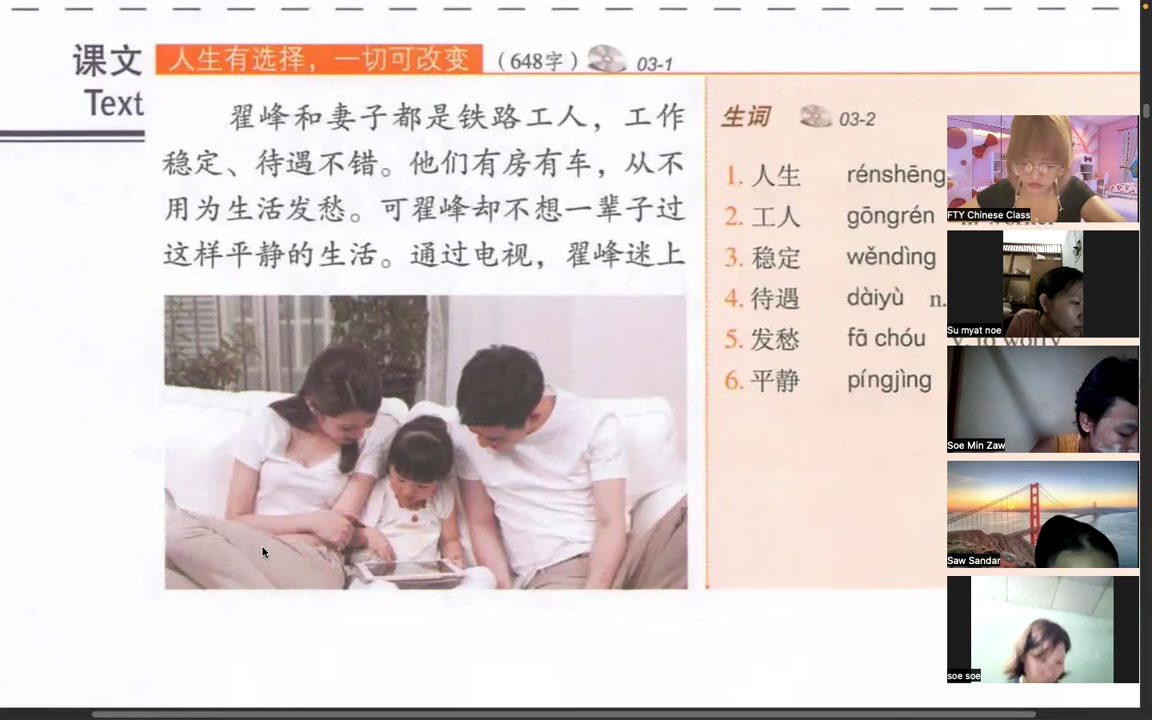 课文 人生有选择，一切可改变 （648字） 03-1
Text
翟峰和妻子都是铁路工人，工作
稳定、待遇不错。他们有房有车，从不
用为生活发愁。可翟峰却不想一辈子过
这样平静的生活。通过电视，翟峰迷上
生词 03-2
1. 人生 rénshēng
2. 工人 gōngrén
3. 稳定 wěndìng
4. 待遇 dàiyù n.
5. 发愁 fā chóu v. to worry
6. 平静 píngjìng
FTY Chinese Class
Su myat noe
Soe Min Zaw
Saw Sandar
soe soe